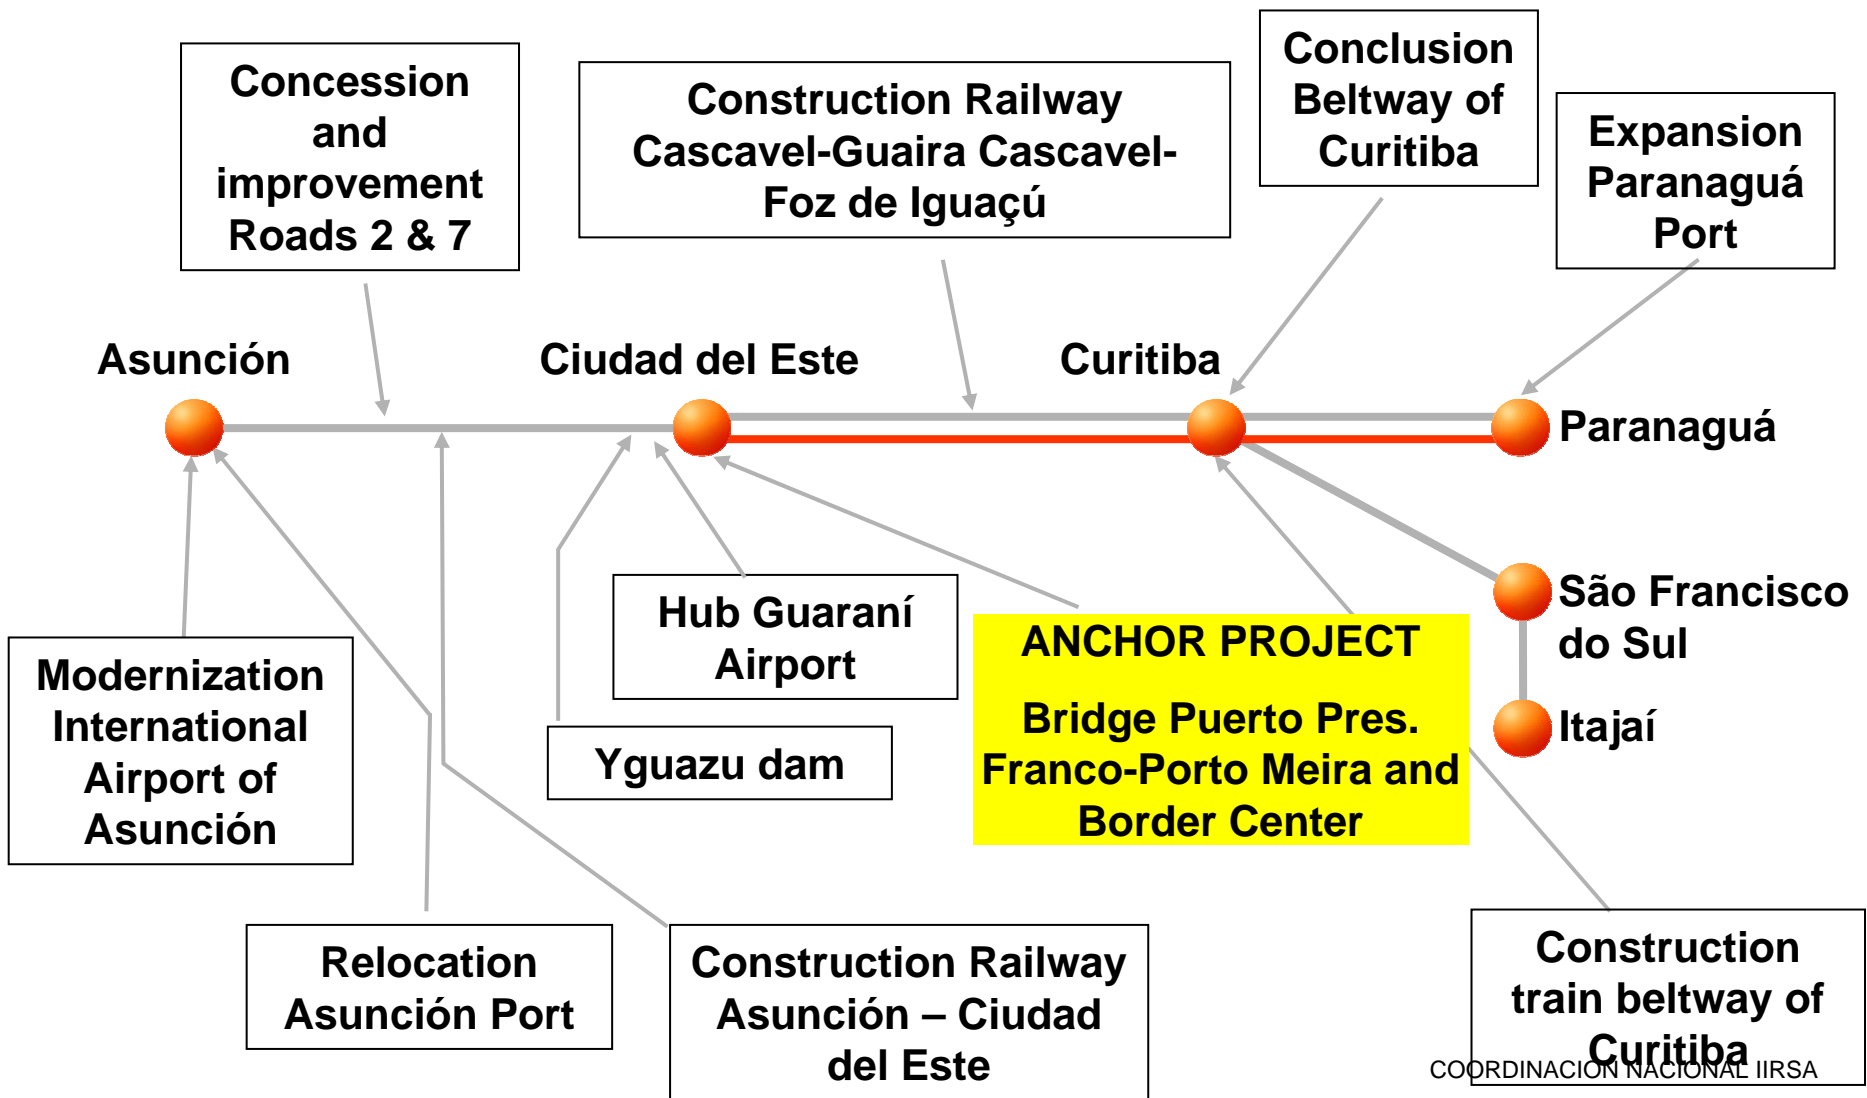 Concession
and
improvement
Roads 2 & 7
Construction Railway
Cascavel-Guaira Cascavel-
Foz de Iguaçú
Conclusion
Beltway of
Curitiba
Expansion
Paranaguá
Port
Asunción
Ciudad del Este
Curitiba
Paranaguá
São Francisco
do Sul
Itajaí
Modernization
International
Airport of
Asunción
Hub Guaraní
Airport
Yguazu dam
ANCHOR PROJECT
Bridge Puerto Pres.
Franco-Porto Meira and
Border Center
Relocation
Asunción Port
Construction Railway
Asunción – Ciudad
del Este
Construction
train beltway of
Curitiba
COORDINACION NACIONAL IIRSA